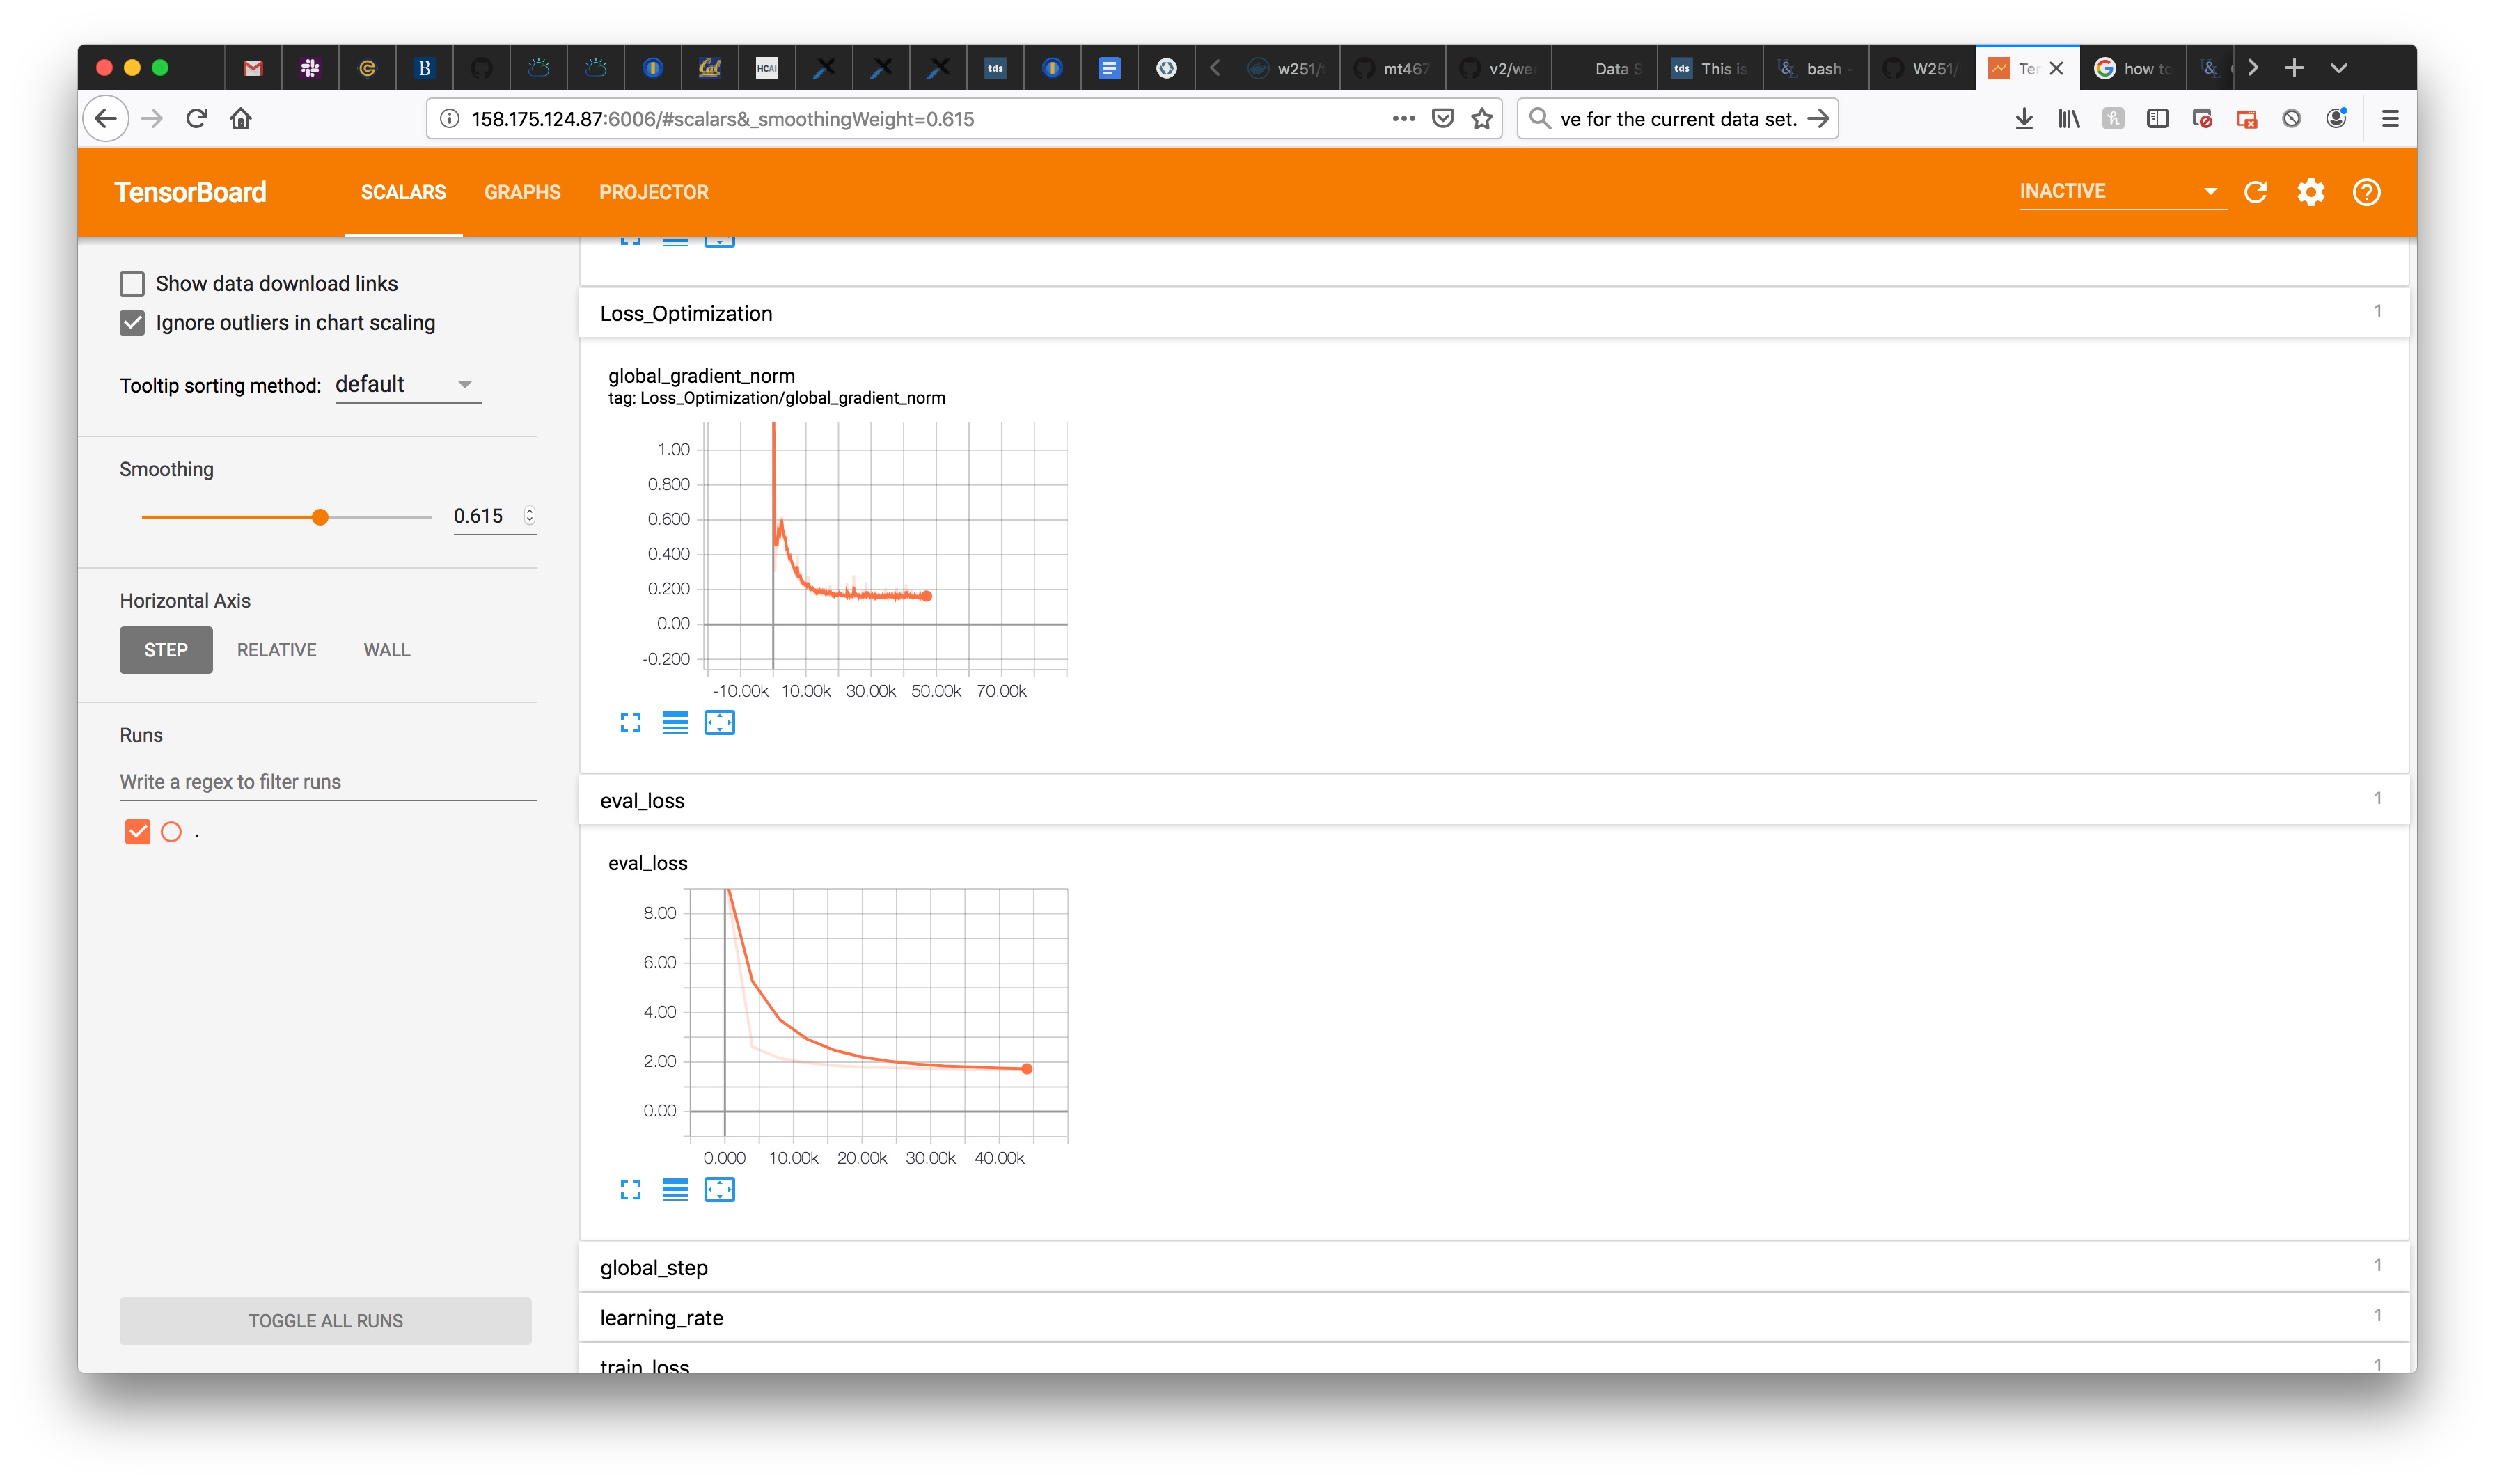 B
Cal
HCAI
tds
w251/
mt467
v2/we
Data S
tds This is
bash -
W251/
Ter
how to
158.175.124.87:6006/#scalars&_smoothingWeight=0.615
ve for the current data set.
TensorBoard
SCALARS
GRAPHS
PROJECTOR
INACTIVE
Show data download links
Ignore outliers in chart scaling
Tooltip sorting method: default
Smoothing
0.615
Horizontal Axis
STEP RELATIVE WALL
Runs
Write a regex to filter runs
.
TOGGLE ALL RUNS
Loss_Optimization 1
global_gradient_norm
tag: Loss_Optimization/global_gradient_norm
1.00
0.800
0.600
0.400
0.200
0.00
-0.200
-10.00k 10.00k 30.00k 50.00k 70.00k
eval_loss 1
eval_loss
8.00
6.00
4.00
2.00
0.00
0.000 10.00k 20.00k 30.00k 40.00k
global_step 1
learning_rate 1
train_loss 1